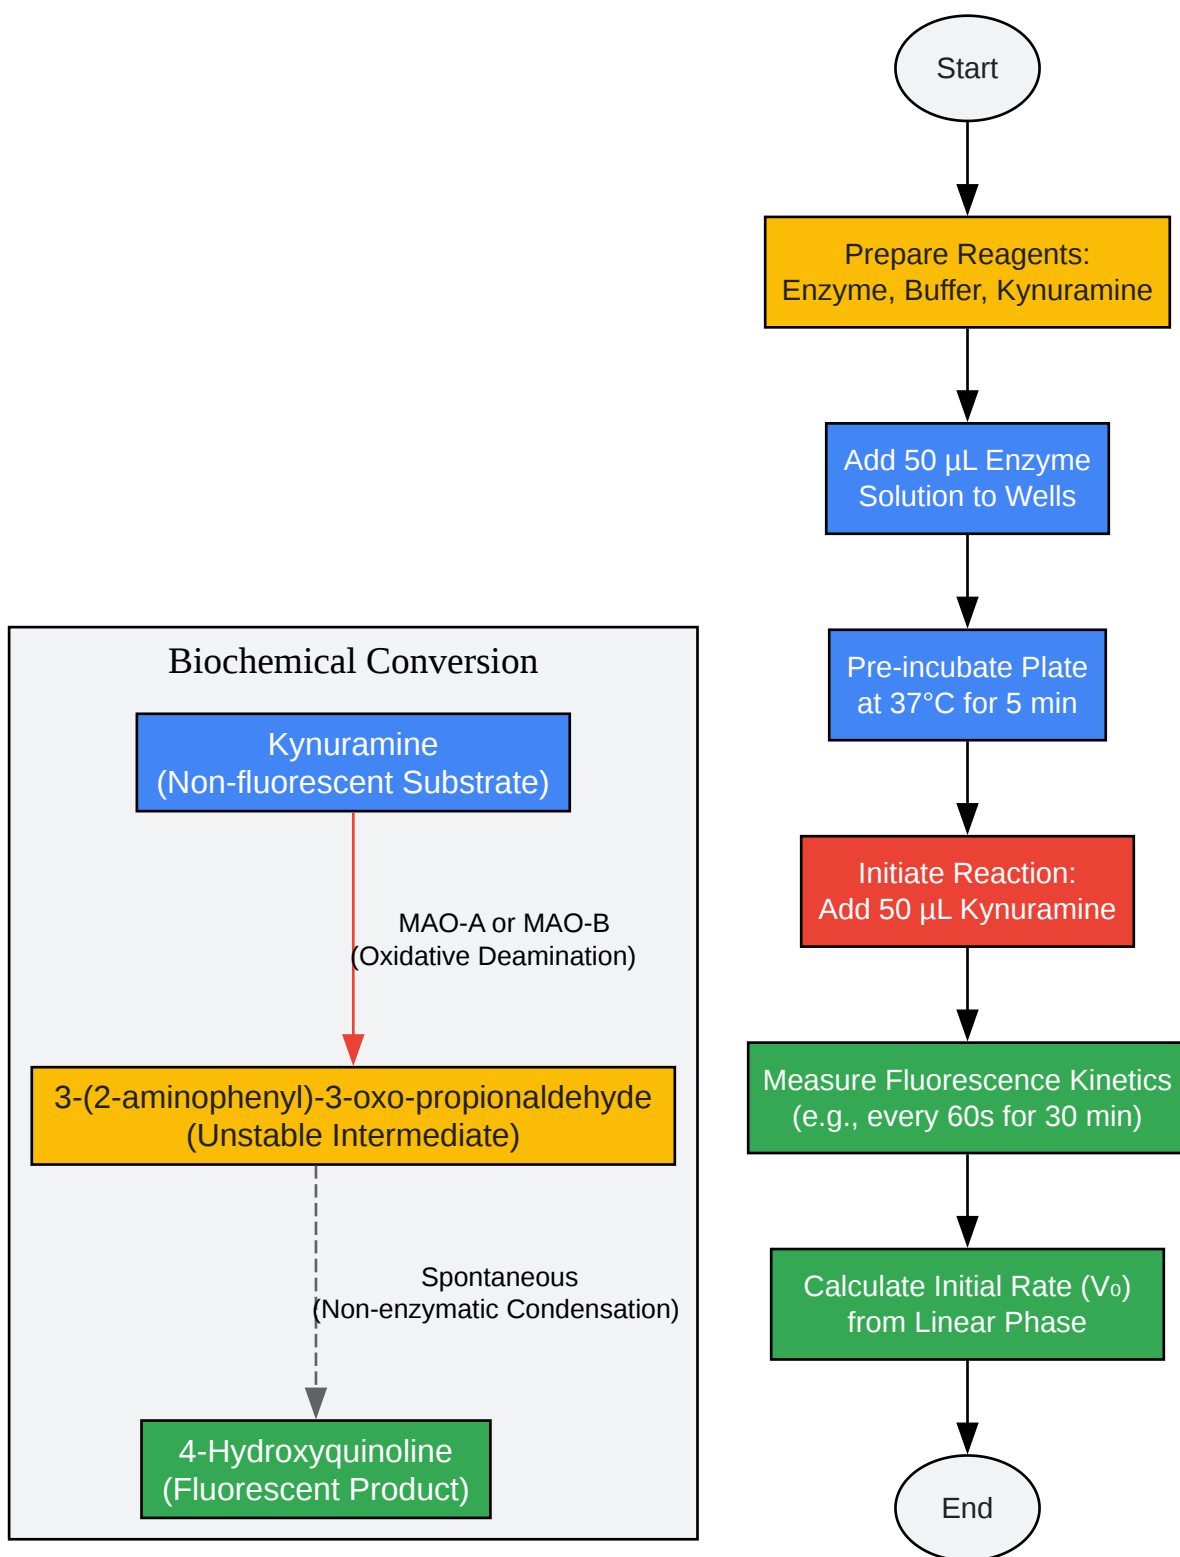 Start
Prepare Reagents:
Enzyme, Buffer, Kynuramine
Add 50 µL Enzyme
Solution to Wells
Pre-incubate Plate
at 37°C for 5 min
Initiate Reaction:
Add 50 µL Kynuramine
Measure Fluorescence Kinetics
(e.g., every 60s for 30 min)
Calculate Initial Rate (V₀)
from Linear Phase
End
Biochemical Conversion
Kynuramine
(Non-fluorescent Substrate)
MAO-A or MAO-B
(Oxidative Deamination)
3-(2-aminophenyl)-3-oxo-propionaldehyde
(Unstable Intermediate)
Spontaneous
(Non-enzymatic Condensation)
4-Hydroxyquinoline
(Fluorescent Product)